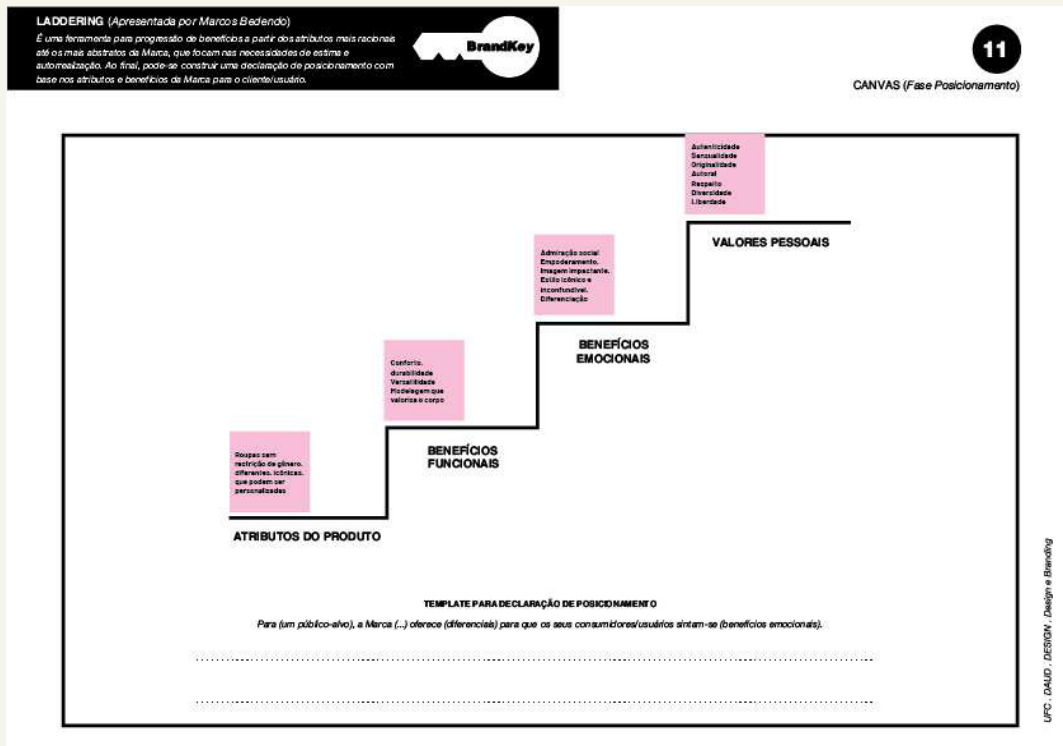 LADDERING (Apresentada por Marcos Bedendo)
É uma ferramenta para progressão de benefícios a partir dos atributos mais racionais
até os mais abstratos da Marca, que focam nas necessidades de estima e
autorrealização. Ao final, pode-se construir uma declaração de posicionamento com
base nos atributos e benefícios da Marca para o cliente/usuário.
BrandKey
11
CANVAS (Fase Posicionamento)
Autenticidade
Sensualidade
Originalidade
Autoral
Respeito
Diversidade
Liberdade
VALORES PESSOAIS
Admiração social
Empoderamento,
Imagem impactante,
Estilo icônico e
inconfundível,
Diferenciação
BENEFÍCIOS
EMOCIONAIS
Conforto,
durabilidade
Versatilidade
Modelagem que
valoriza o corpo
BENEFÍCIOS
FUNCIONAIS
Roupas sem
restrição de gênero,
diferentes, icônicas,
que podem ser
personalizadas
ATRIBUTOS DO PRODUTO
TEMPLATE PARA DECLARAÇÃO DE POSICIONAMENTO
Para (um público-alvo), a Marca (...) oferece (diferenciais) para que os seus consumidores/usuários sintam-se (benefícios emocionais).
UFC . DAUD . DESIGN . Design e Branding